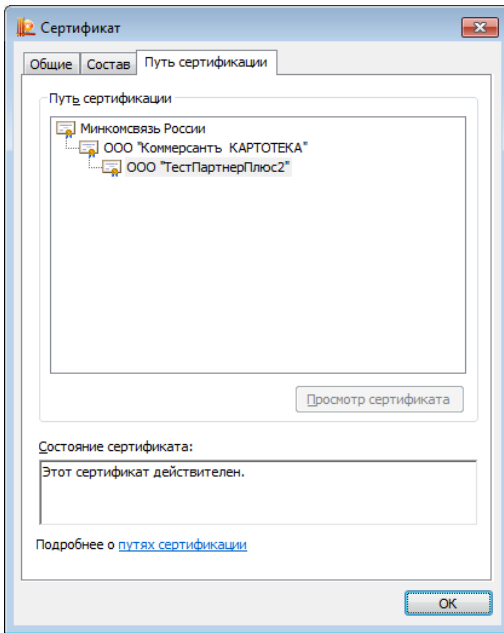 Сертификат
Общие Состав Путь сертификации
Путь сертификации
Минкомсвязь России
ООО "Коммерсантъ  КАРТОТЕКА"
ООО "ТестПартнерПлюс2"
Просмотр сертификата
Состояние сертификата:
Этот сертификат действителен.
Подробнее о путях сертификации
ОК